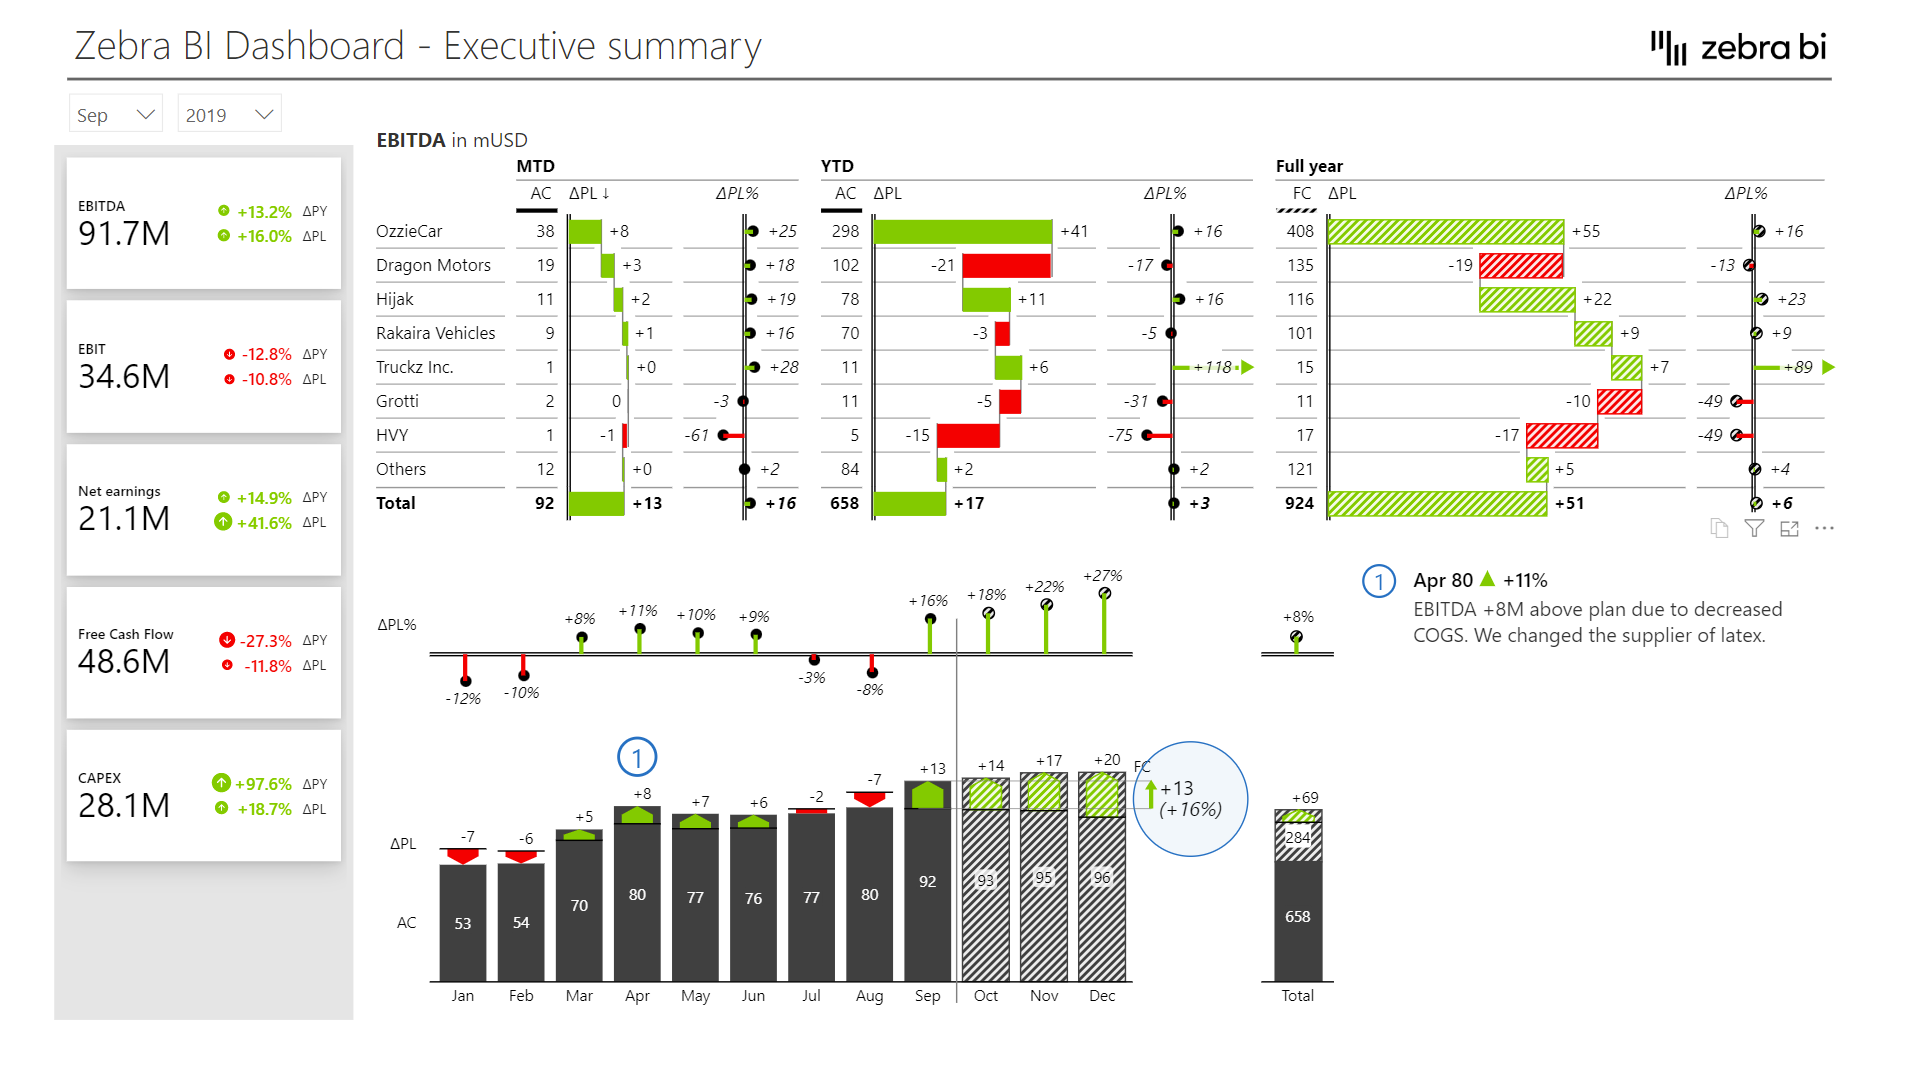 Zebra BI Dashboard - Executive summary
zebra bi
Sep 2019
EBITDA in mUSD
MTD YTD Full year
AC ΔPL ↓ ΔPL% AC ΔPL ΔPL% FC ΔPL ΔPL%
OzzieCar 38 +8 +25 298 +41 +16 408 +55 +16
Dragon Motors 19 +3 +18 102 -21 -17 135 -19 -13
Hijak 11 +2 +19 78 +11 +16 116 +22 +23
Rakaira Vehicles 9 +1 +16 70 -3 -5 101 +9 +9
Truckz Inc. 1 +0 +28 11 +6 +118 15 +7 +89
Grotti 2 0 -3 11 -5 -31 11 -10 -49
HVY 1 -1 -61 5 -15 -75 17 -17 -49
Others 12 +0 +2 84 +2 +2 121 +5 +4
Total 92 +13 +16 658 +17 +3 924 +51 +6
EBITDA
91.7M
+13.2% ΔPY
+16.0% ΔPL
EBIT
34.6M
-12.8% ΔPY
-10.8% ΔPL
Net earnings
21.1M
+14.9% ΔPY
+41.6% ΔPL
Free Cash Flow
48.6M
-27.3% ΔPY
-11.8% ΔPL
CAPEX
28.1M
+97.6% ΔPY
+18.7% ΔPL
ΔPL%
-12% -10% +8% +11% +10% +9% -3% -8% +16% +18% +22% +27% +8%
1 Apr 80 +11%
EBITDA +8M above plan due to decreased
COGS. We changed the supplier of latex.
1
ΔPL
-7 -6 +5 +8 +7 +6 -2 -7 +13 +14 +17 +20 +69
FC
+13
(+16%)
284
AC
53 54 70 80 77 76 77 80 92 93 95 96 658
Jan Feb Mar Apr May Jun Jul Aug Sep Oct Nov Dec Total